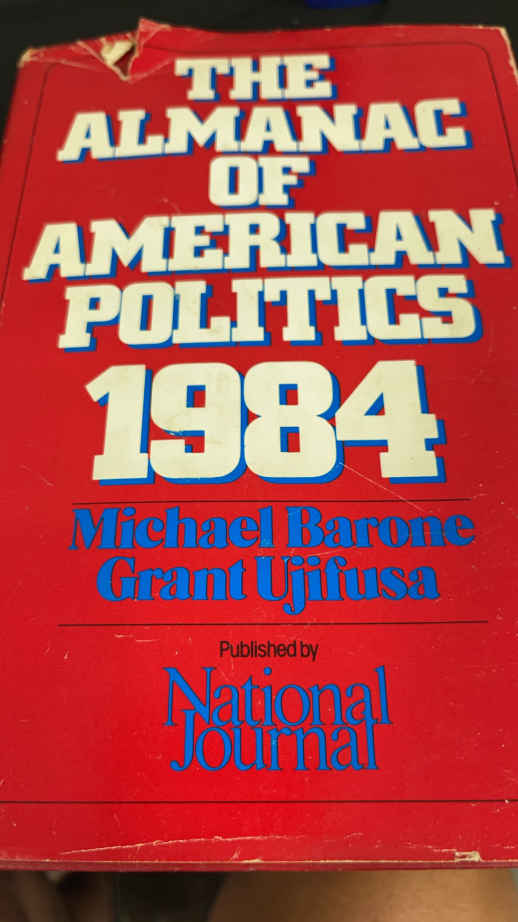 THE
ALMANAC
OF
AMERICAN
POLITICS
1984
Michael Barone
Grant Ujifusa
Published by
National
Journal